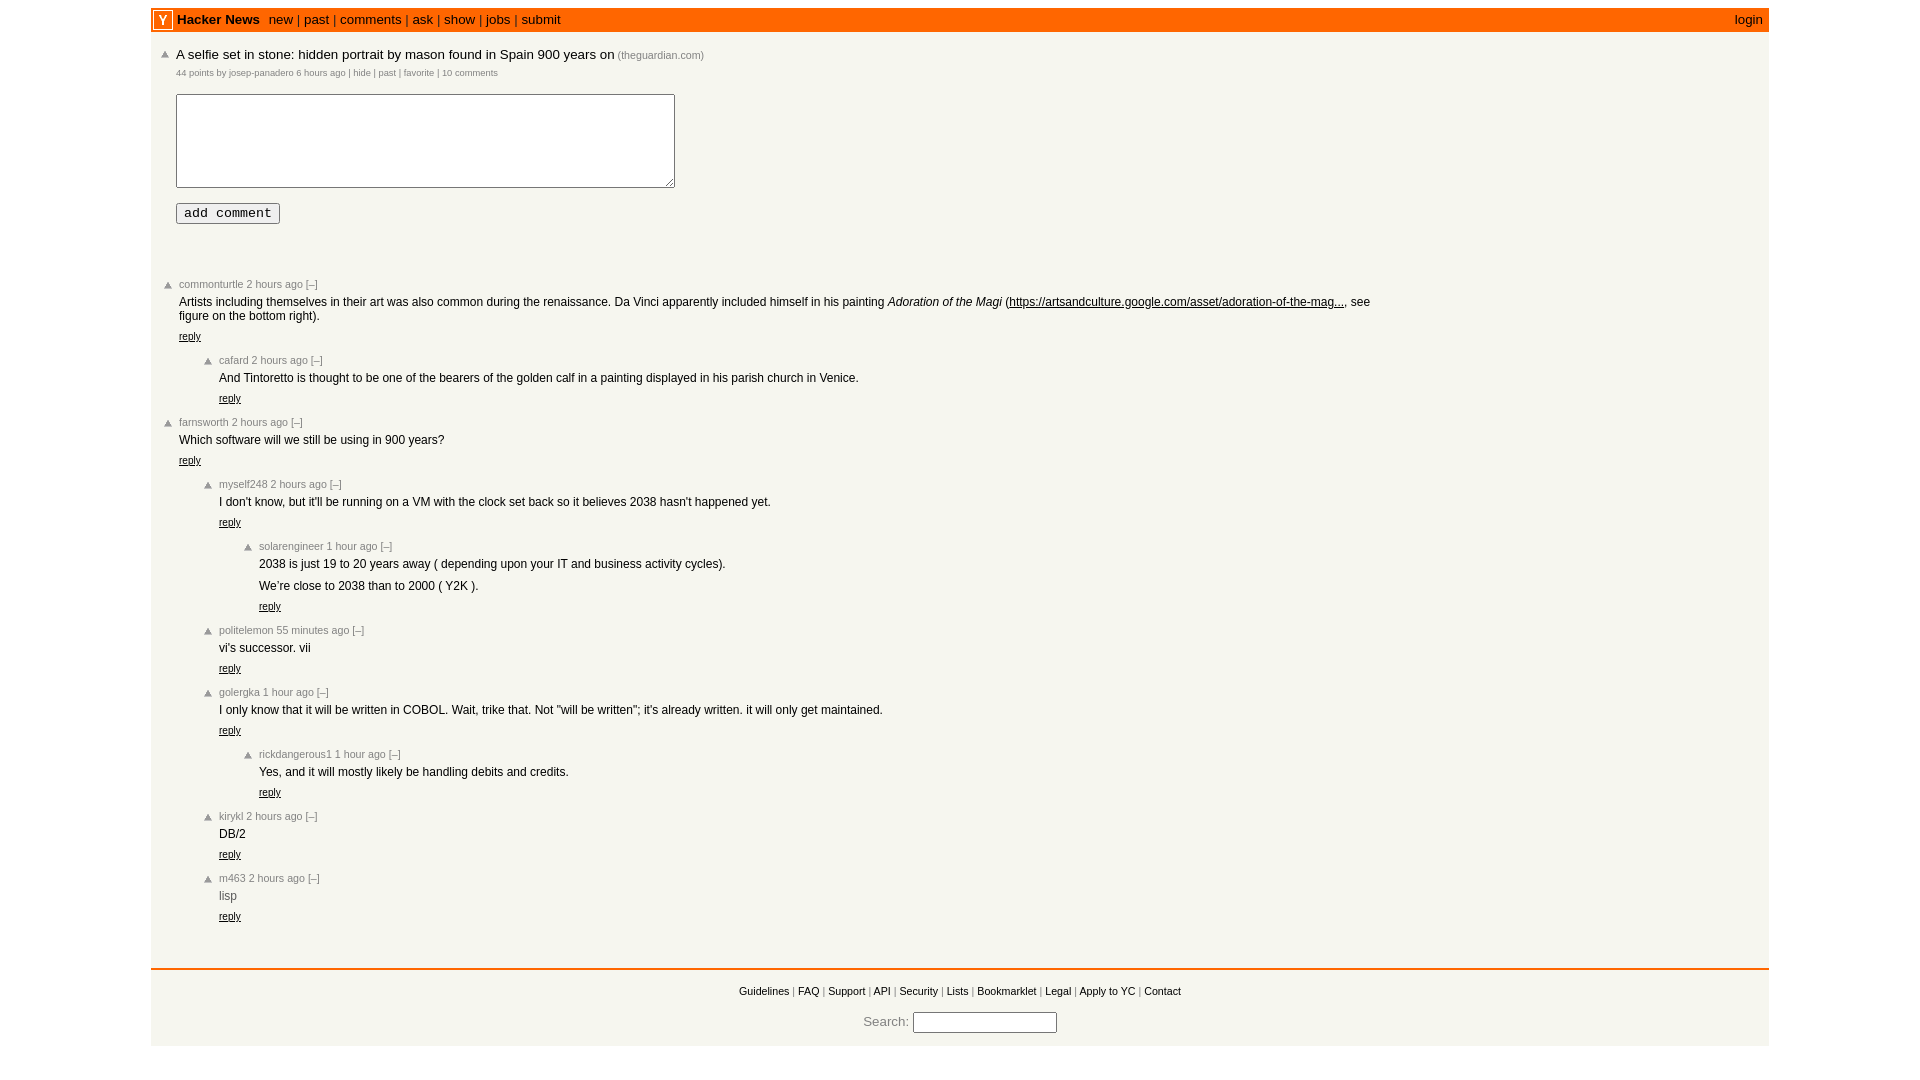 Y Hacker News new | past | comments | ask | show | jobs | submit login
A selfie set in stone: hidden portrait by mason found in Spain 900 years on (theguardian.com)
44 points by josep-panadero 6 hours ago | hide | past | favorite | 10 comments
add comment
commonturtle 2 hours ago [–]
Artists including themselves in their art was also common during the renaissance. Da Vinci apparently included himself in his painting Adoration of the Magi (https://artsandculture.google.com/asset/adoration-of-the-mag..., see
figure on the bottom right).
reply
cafard 2 hours ago [–]
And Tintoretto is thought to be one of the bearers of the golden calf in a painting displayed in his parish church in Venice.
reply
farnsworth 2 hours ago [–]
Which software will we still be using in 900 years?
reply
myself248 2 hours ago [–]
I don't know, but it'll be running on a VM with the clock set back so it believes 2038 hasn't happened yet.
reply
solarengineer 1 hour ago [–]
2038 is just 19 to 20 years away ( depending upon your IT and business activity cycles).
We’re close to 2038 than to 2000 ( Y2K ).
reply
politelemon 55 minutes ago [–]
vi's successor. vii
reply
golergka 1 hour ago [–]
I only know that it will be written in COBOL. Wait, trike that. Not "will be written"; it's already written. it will only get maintained.
reply
rickdangerous1 1 hour ago [–]
Yes, and it will mostly likely be handling debits and credits.
reply
kirykl 2 hours ago [–]
DB/2
reply
m463 2 hours ago [–]
lisp
reply
Guidelines | FAQ | Support | API | Security | Lists | Bookmarklet | Legal | Apply to YC | Contact
Search: